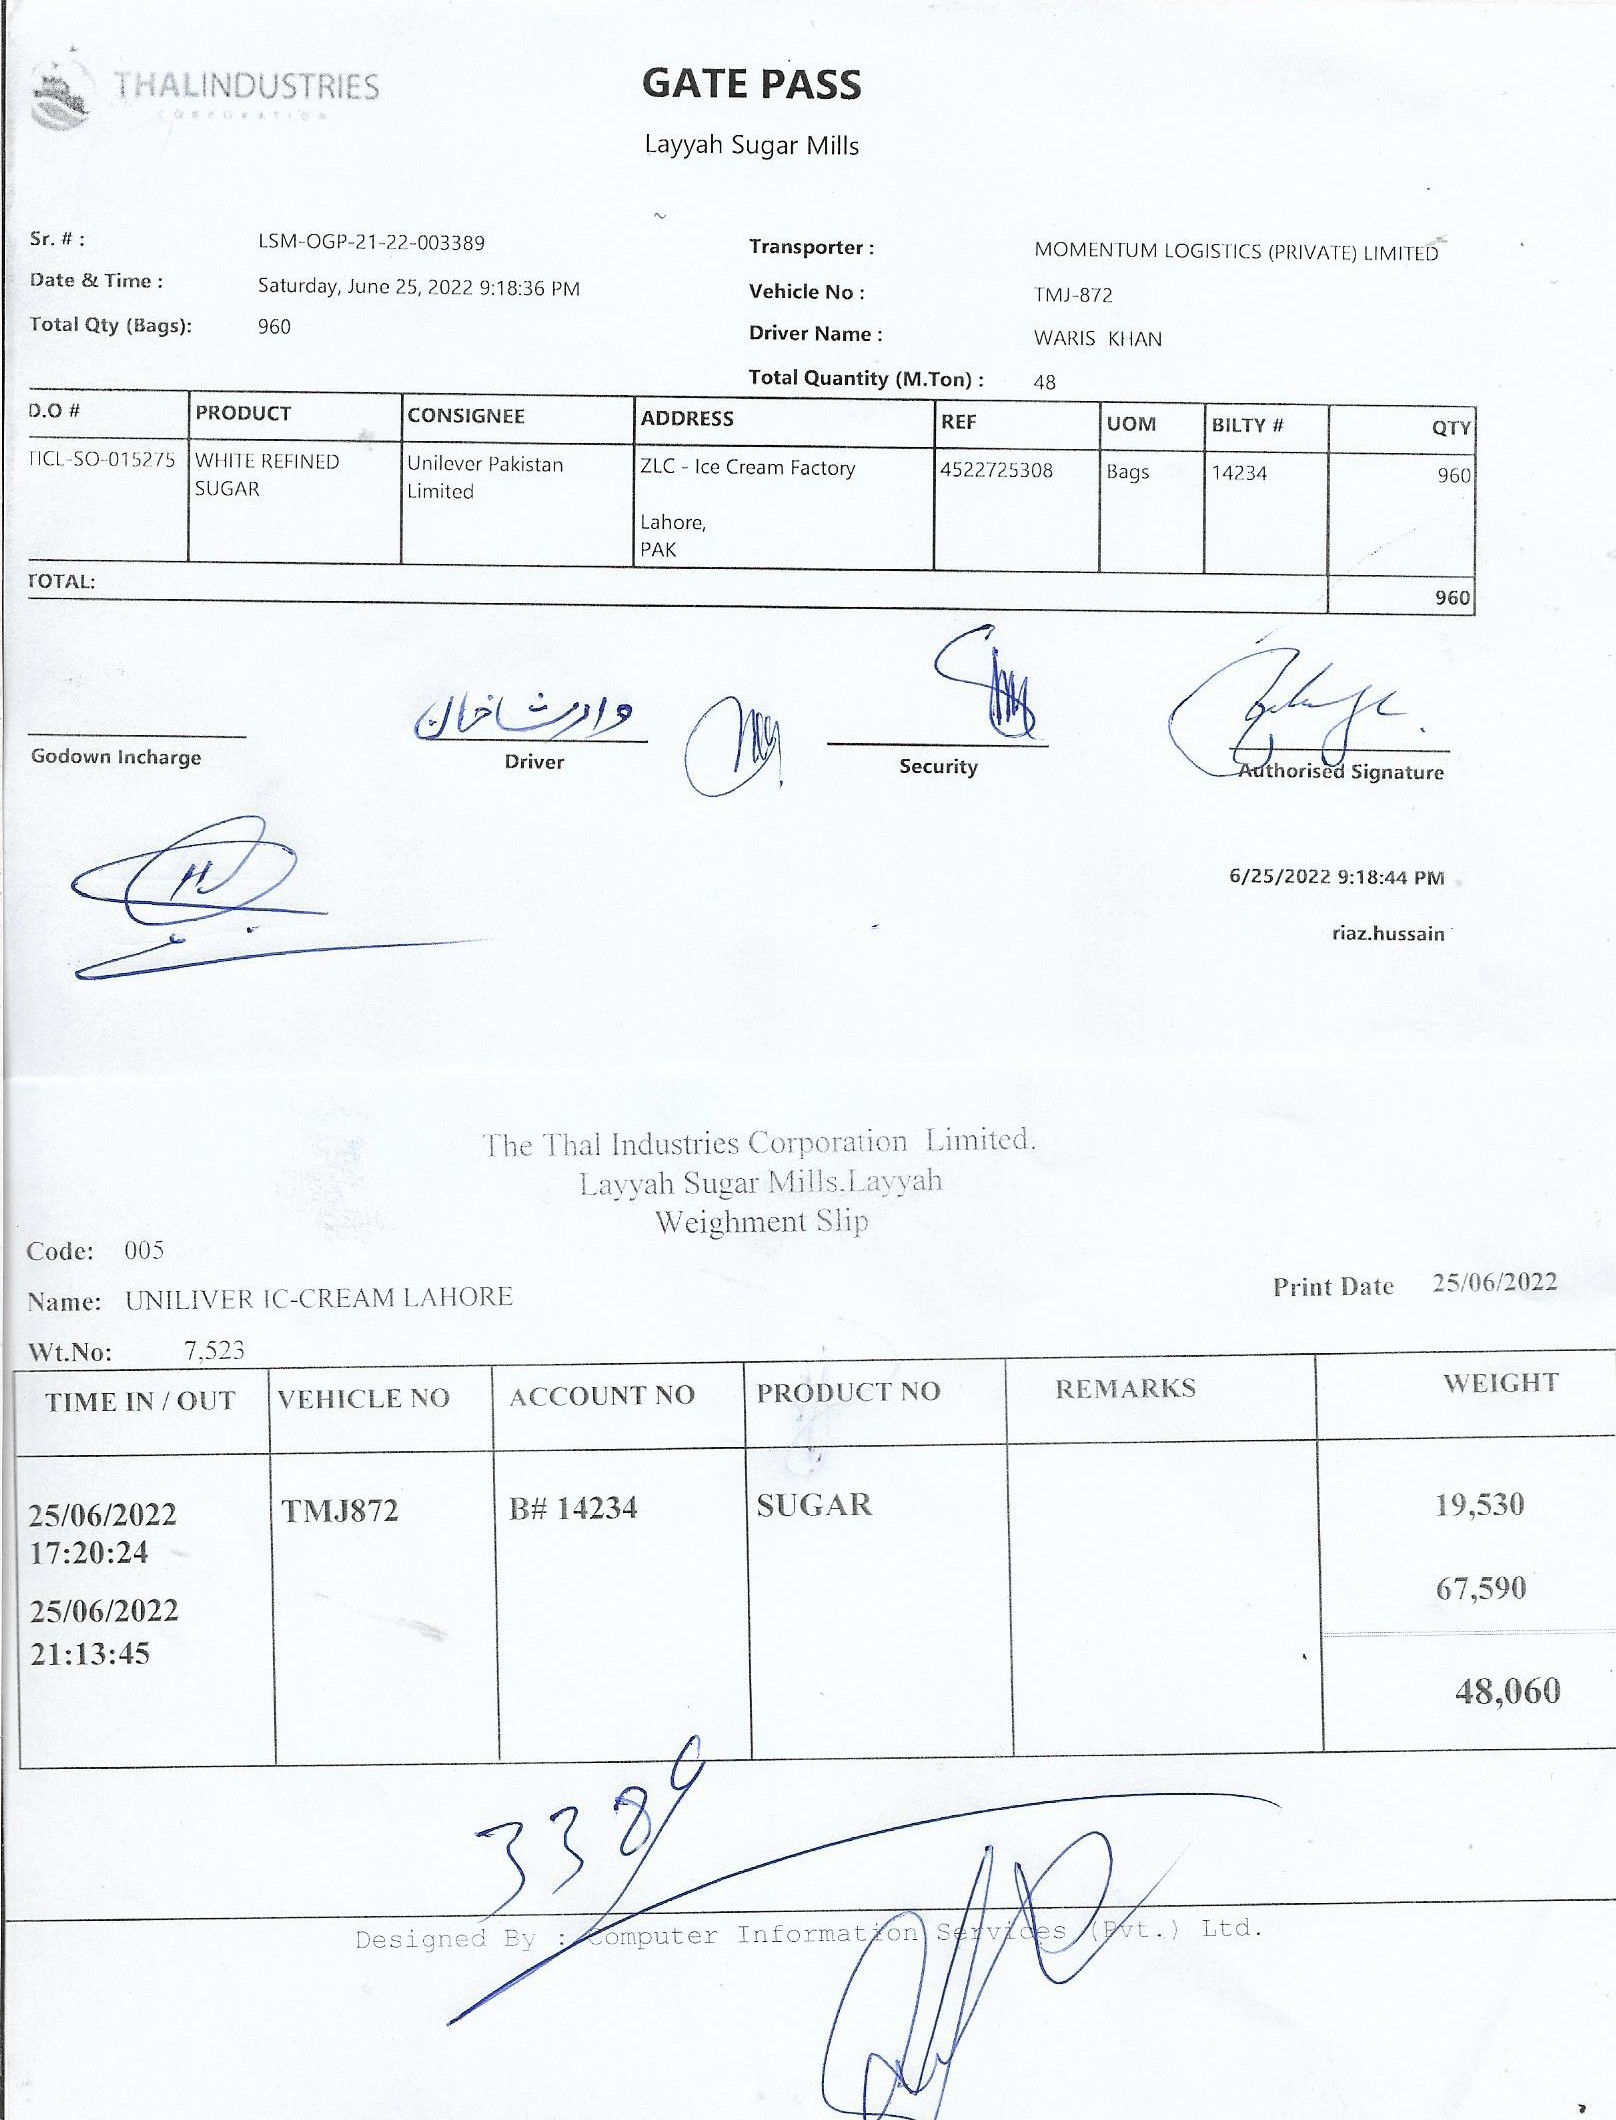 THALINDUSTRIES
CORPORATION
GATE PASS
Layyah Sugar Mills
Sr. # : LSM-OGP-21-22-003389
Date & Time : Saturday, June 25, 2022 9:18:36 PM
Total Qty (Bags): 960
Transporter : MOMENTUM LOGISTICS (PRIVATE) LIMITED
Vehicle No : TMJ-872
Driver Name : WARIS KHAN
Total Quantity (M.Ton) : 48
D.O # PRODUCT CONSIGNEE ADDRESS REF UOM BILTY # QTY
TICL-SO-015275 WHITE REFINED Unilever Pakistan ZLC - Ice Cream Factory 4522725308 Bags 14234 960
SUGAR Limited
Lahore,
PAK
TOTAL: 960
وارث خان
Godown Incharge Driver Security Authorised Signature
6/25/2022 9:18:44 PM
riaz.hussain
The Thal Industries Corporation Limited.
Layyah Sugar Mills.Layyah
Weighment Slip
Code: 005
Name: UNILIVER IC-CREAM LAHORE Print Date 25/06/2022
Wt.No: 7,523
TIME IN / OUT VEHICLE NO ACCOUNT NO PRODUCT NO REMARKS WEIGHT
25/06/2022 TMJ872 B# 14234 SUGAR 19,530
17:20:24
25/06/2022 67,590
21:13:45
48,060
3389
Designed By : Computer Information Services (Pvt.) Ltd.